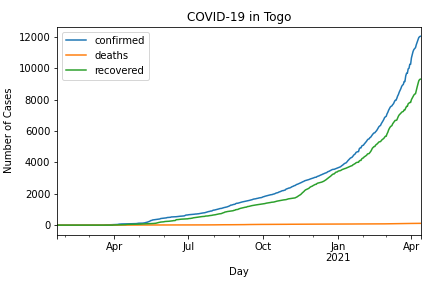 COVID-19 in Togo
confirmed
deaths
recovered
12000
10000
8000
6000
4000
2000
0
Number of Cases
Apr
Jul
Oct
Jan
2021
Apr
Day